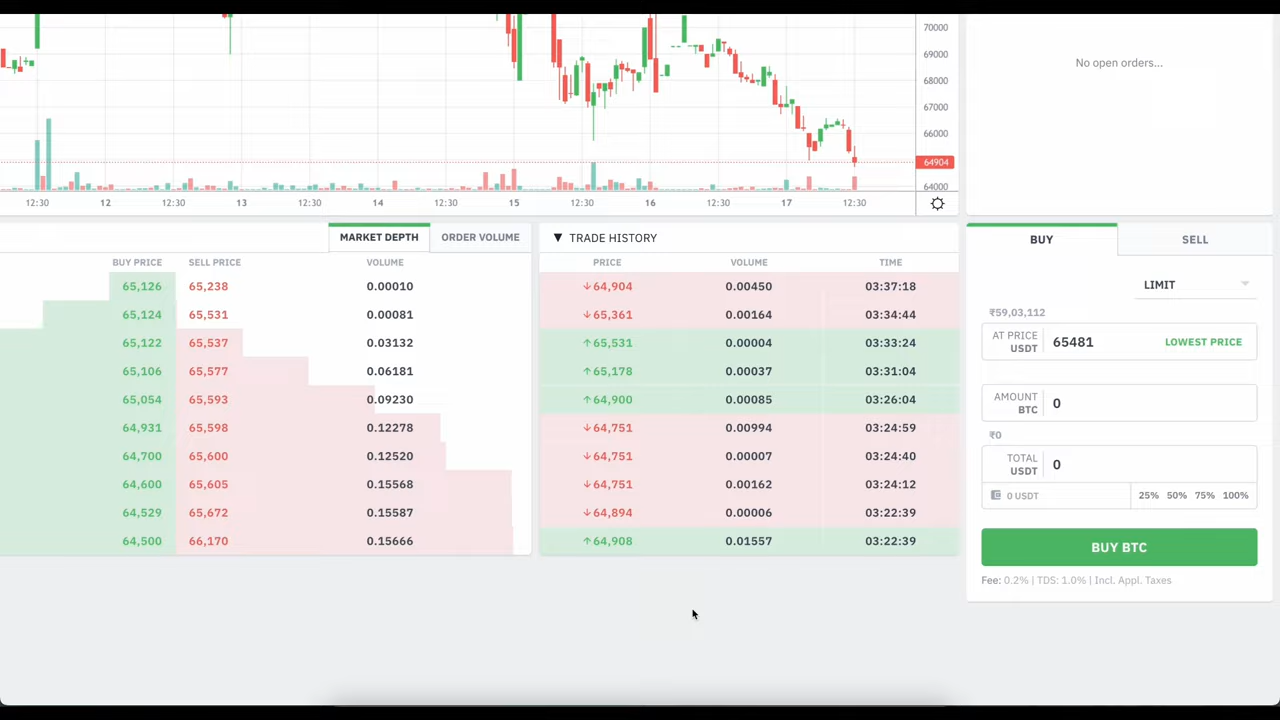 70000
69000
68000
67000
66000
64904
64000
12:30 12 12:30 13 12:30 14 12:30 15 12:30 16 12:30 17 12:30
No open orders...
MARKET DEPTH ORDER VOLUME
BUY PRICE SELL PRICE VOLUME
65,126 65,238 0.00010
65,124 65,531 0.00081
65,122 65,537 0.03132
65,106 65,577 0.06181
65,054 65,593 0.09230
64,931 65,598 0.12278
64,700 65,600 0.12520
64,600 65,605 0.15568
64,529 65,672 0.15587
64,500 66,170 0.15666
▼ TRADE HISTORY
PRICE VOLUME TIME
↓64,904 0.00450 03:37:18
↓65,361 0.00164 03:34:44
↑65,531 0.00004 03:33:24
↑65,178 0.00037 03:31:04
↑64,900 0.00085 03:26:04
↓64,751 0.00994 03:24:59
↓64,751 0.00007 03:24:40
↓64,751 0.00162 03:24:12
↓64,894 0.00006 03:22:39
↑64,908 0.01557 03:22:39
BUY SELL
LIMIT
₹59,03,112
AT PRICE USDT 65481 LOWEST PRICE
AMOUNT BTC 0
₹0
TOTAL USDT 0
0 USDT 25% 50% 75% 100%
BUY BTC
Fee: 0.2% | TDS: 1.0% | Incl. Appl. Taxes